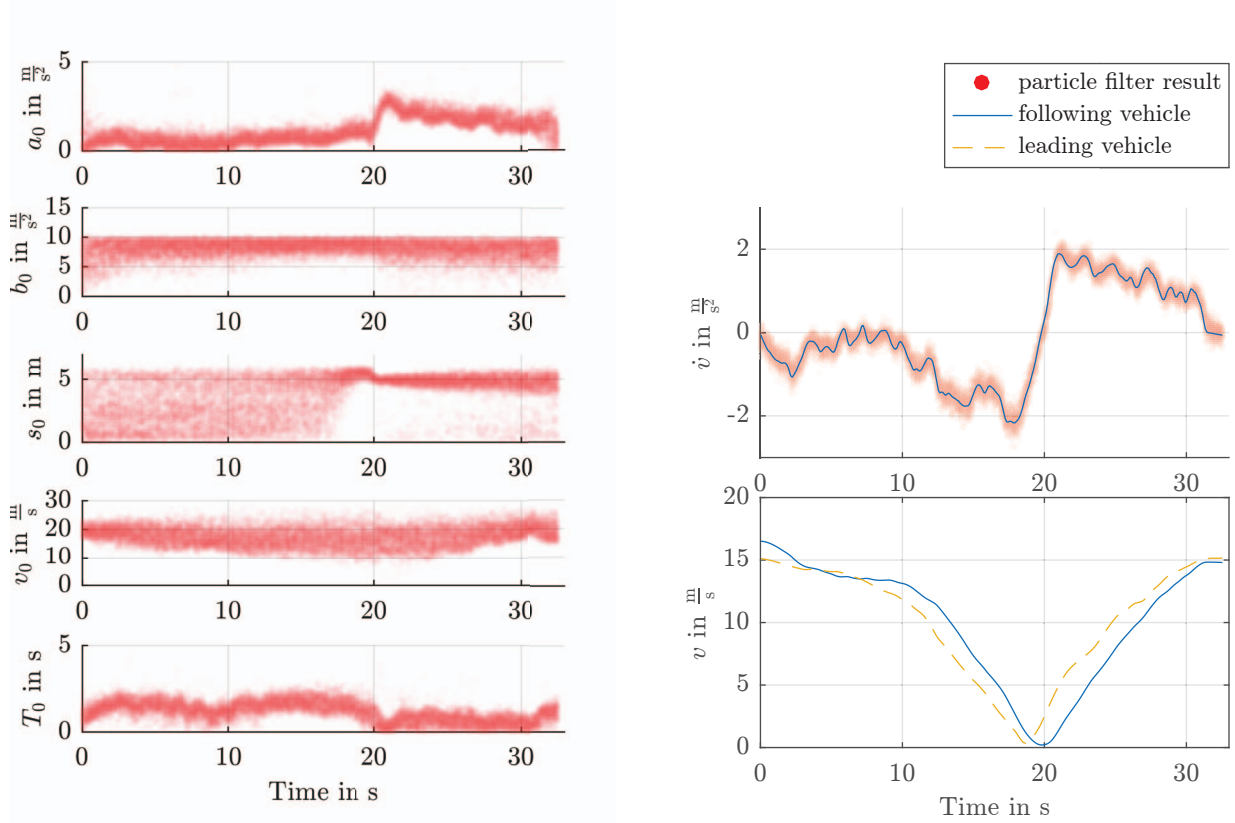 a₀ in m/s²
5
0
0 10 20 30
b₀ in m/s²
15
10
5
0
0 10 20 30
s₀ in m
5
0
0 10 20 30
v₀ in m/s
30
20
10
0
0 10 20 30
T₀ in s
5
0
0 10 20 30
Time in s
particle filter result
following vehicle
leading vehicle
v̇ in m/s²
2
0
-2
0 10 20 30
v in m/s
20
15
10
5
0
0 10 20 30
Time in s